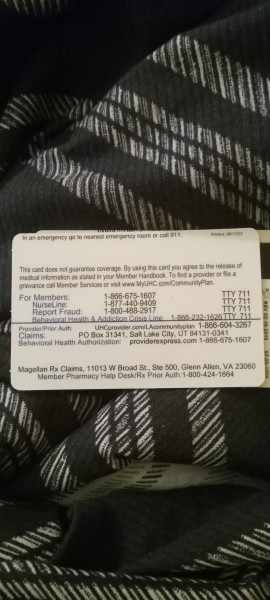 In an emergency go to nearest emergency room or call 911.
This card does not guarantee coverage. By using this card you agree to the release of
medical information as stated in your Member Handbook. To find a provider or file a
grievance call Member Services or visit www.MyUHC.com/CommunityPlan.
For Members: 1-866-675-1607 TTY 711
NurseLine: 1-877-440-9409 TTY 711
Report Fraud: 1-800-488-2917 TTY 711
Behavioral Health & Addiction Crisis Line: 1-866-232-1626 TTY 711
Provider/Prior Auth: UHCprovider.com/LAcommunityplan 1-866-604-3267
Claims: PO Box 31341, Salt Lake City, UT 84131-0341
Behavioral Health Authorization: providerexpress.com 1-866-675-1607
Magellan Rx Claims, 11013 W Broad St., Ste 500, Glenn Allen, VA 23060
Member Pharmacy Help Desk/Rx Prior Auth:1-800-424-1664